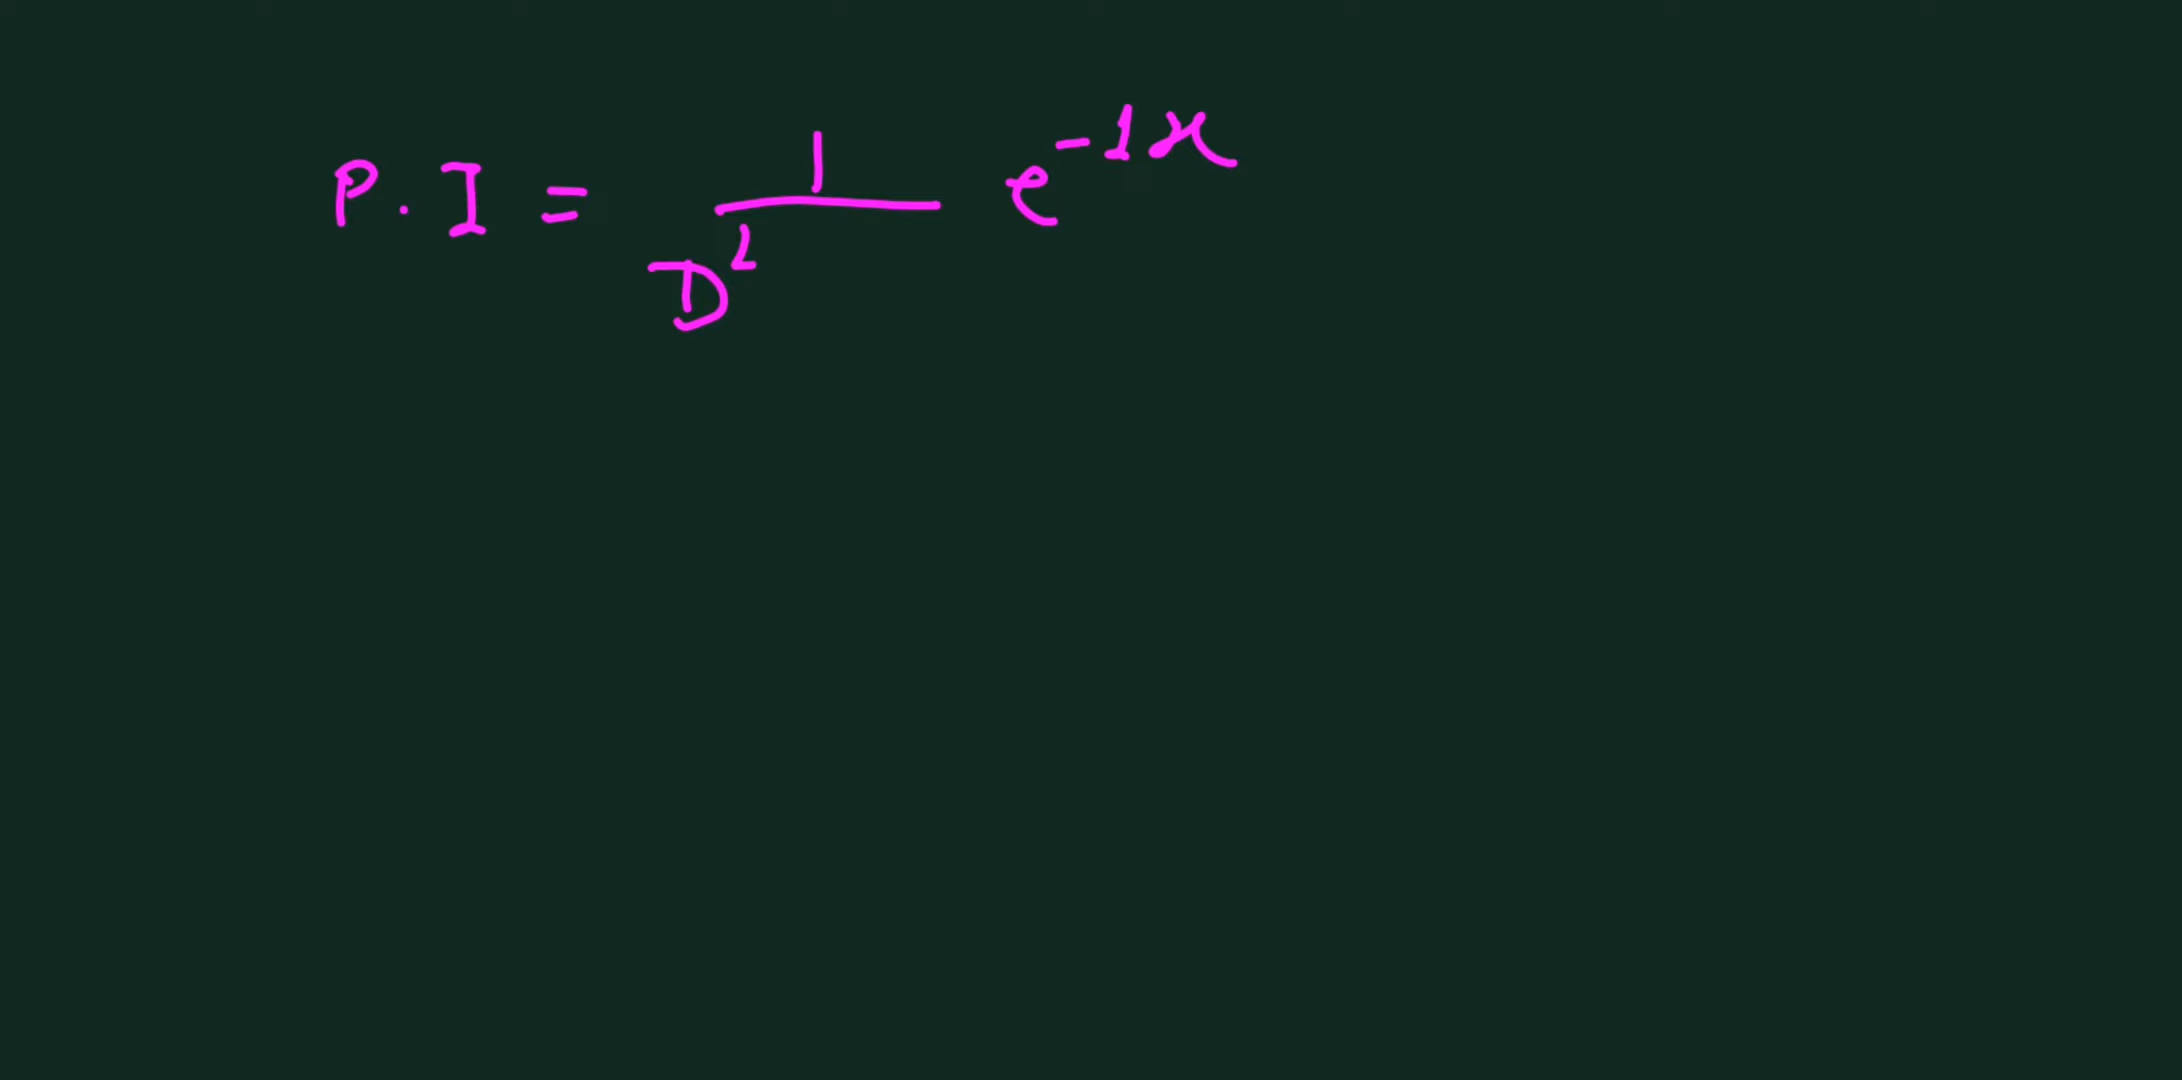 P.I = 1/D² e^{-1x}